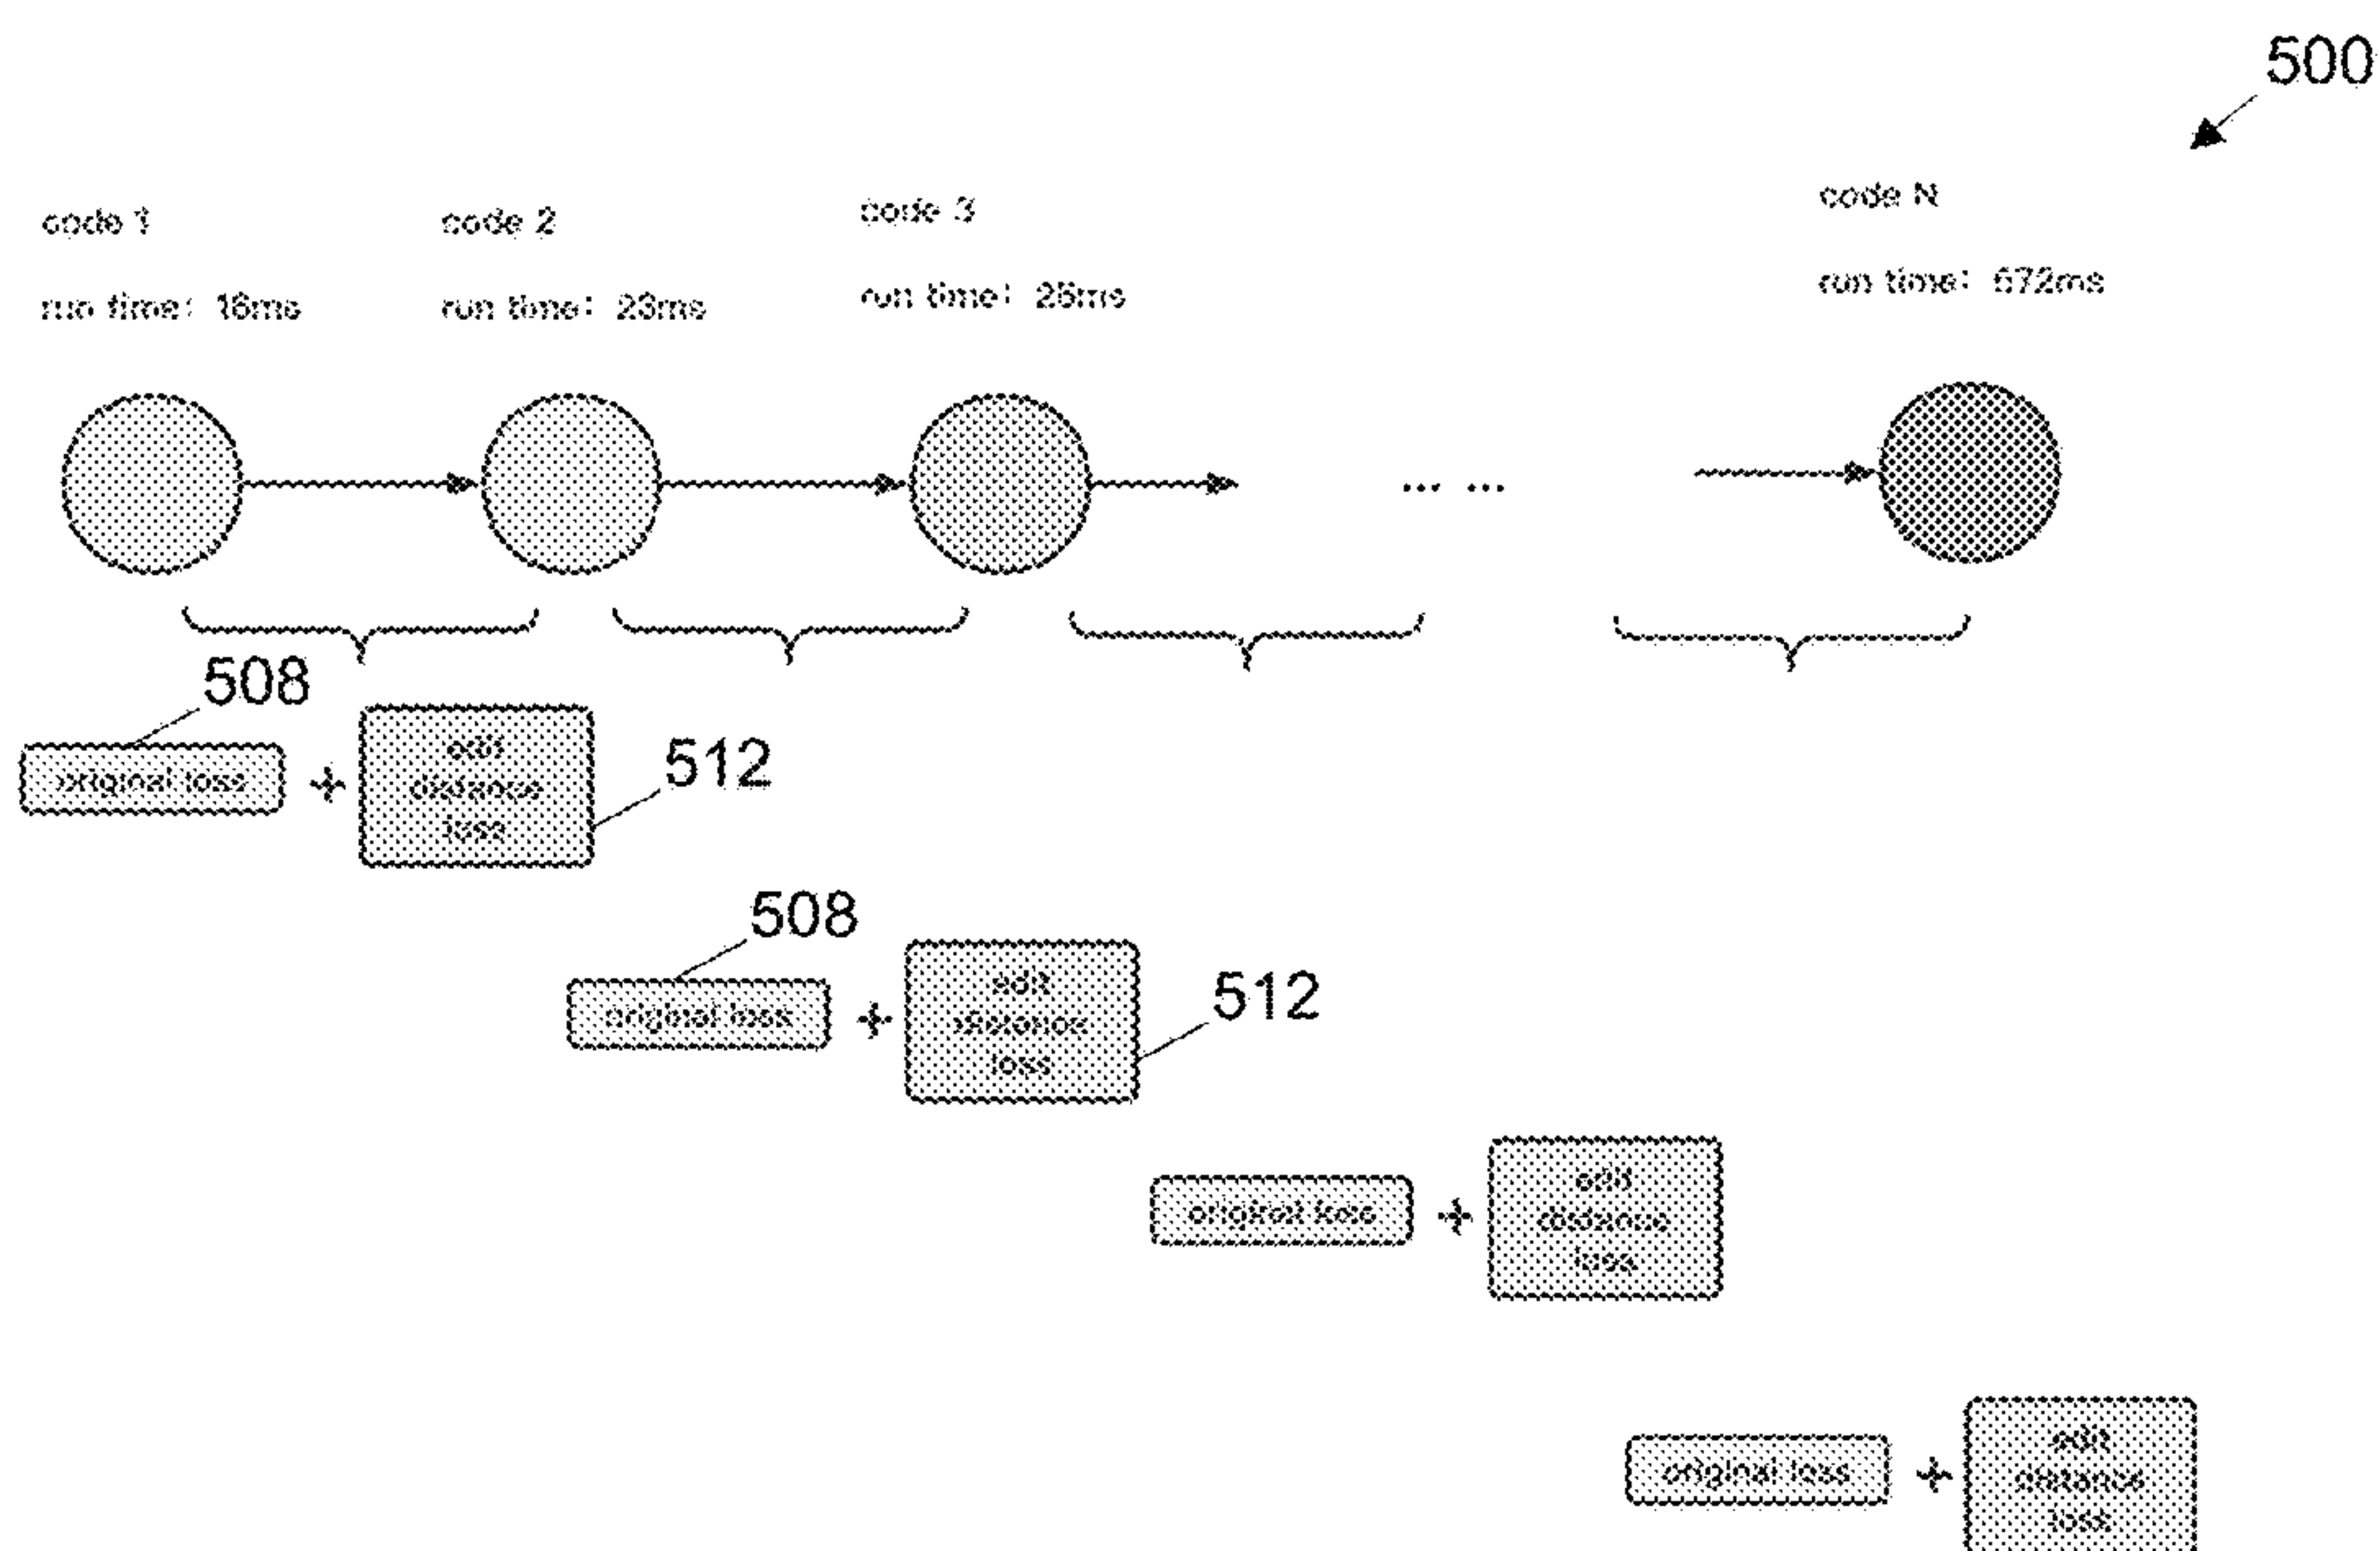 500
code 1
run time: 16ms
code 2
run time: 23ms
code 3
run time: 25ms
code N
run time: 672ms
... ...
508
original loss
+
edit
distance
loss
512
508
original loss
+
edit
distance
loss
512
original loss
+
edit
distance
loss
original loss
+
edit
distance
loss